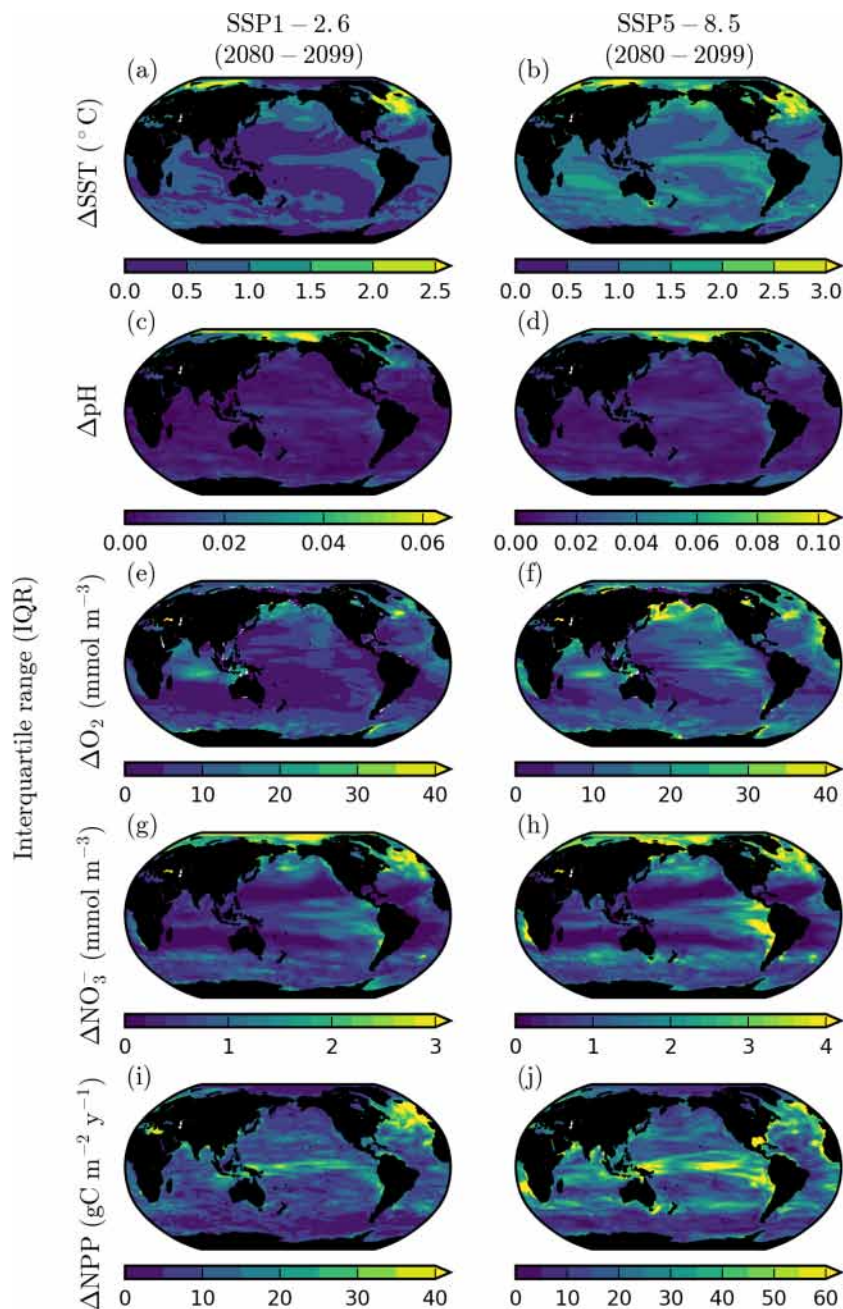 SSP1 − 2.6
(2080 − 2099)
SSP5 − 8.5
(2080 − 2099)
Interquartile range (IQR)
ΔSST (°C)
(a)
(b)
0.0 0.5 1.0 1.5 2.0 2.5
0.0 0.5 1.0 1.5 2.0 2.5 3.0
ΔpH
(c)
(d)
0.00 0.02 0.04 0.06
0.00 0.02 0.04 0.06 0.08 0.10
ΔO₂ (mmol m⁻³)
(e)
(f)
0 10 20 30 40
0 10 20 30 40
ΔNO₃⁻ (mmol m⁻³)
(g)
(h)
0 1 2 3
0 1 2 3 4
ΔNPP (gC m⁻² y⁻¹)
(i)
(j)
0 10 20 30 40
0 10 20 30 40 50 60